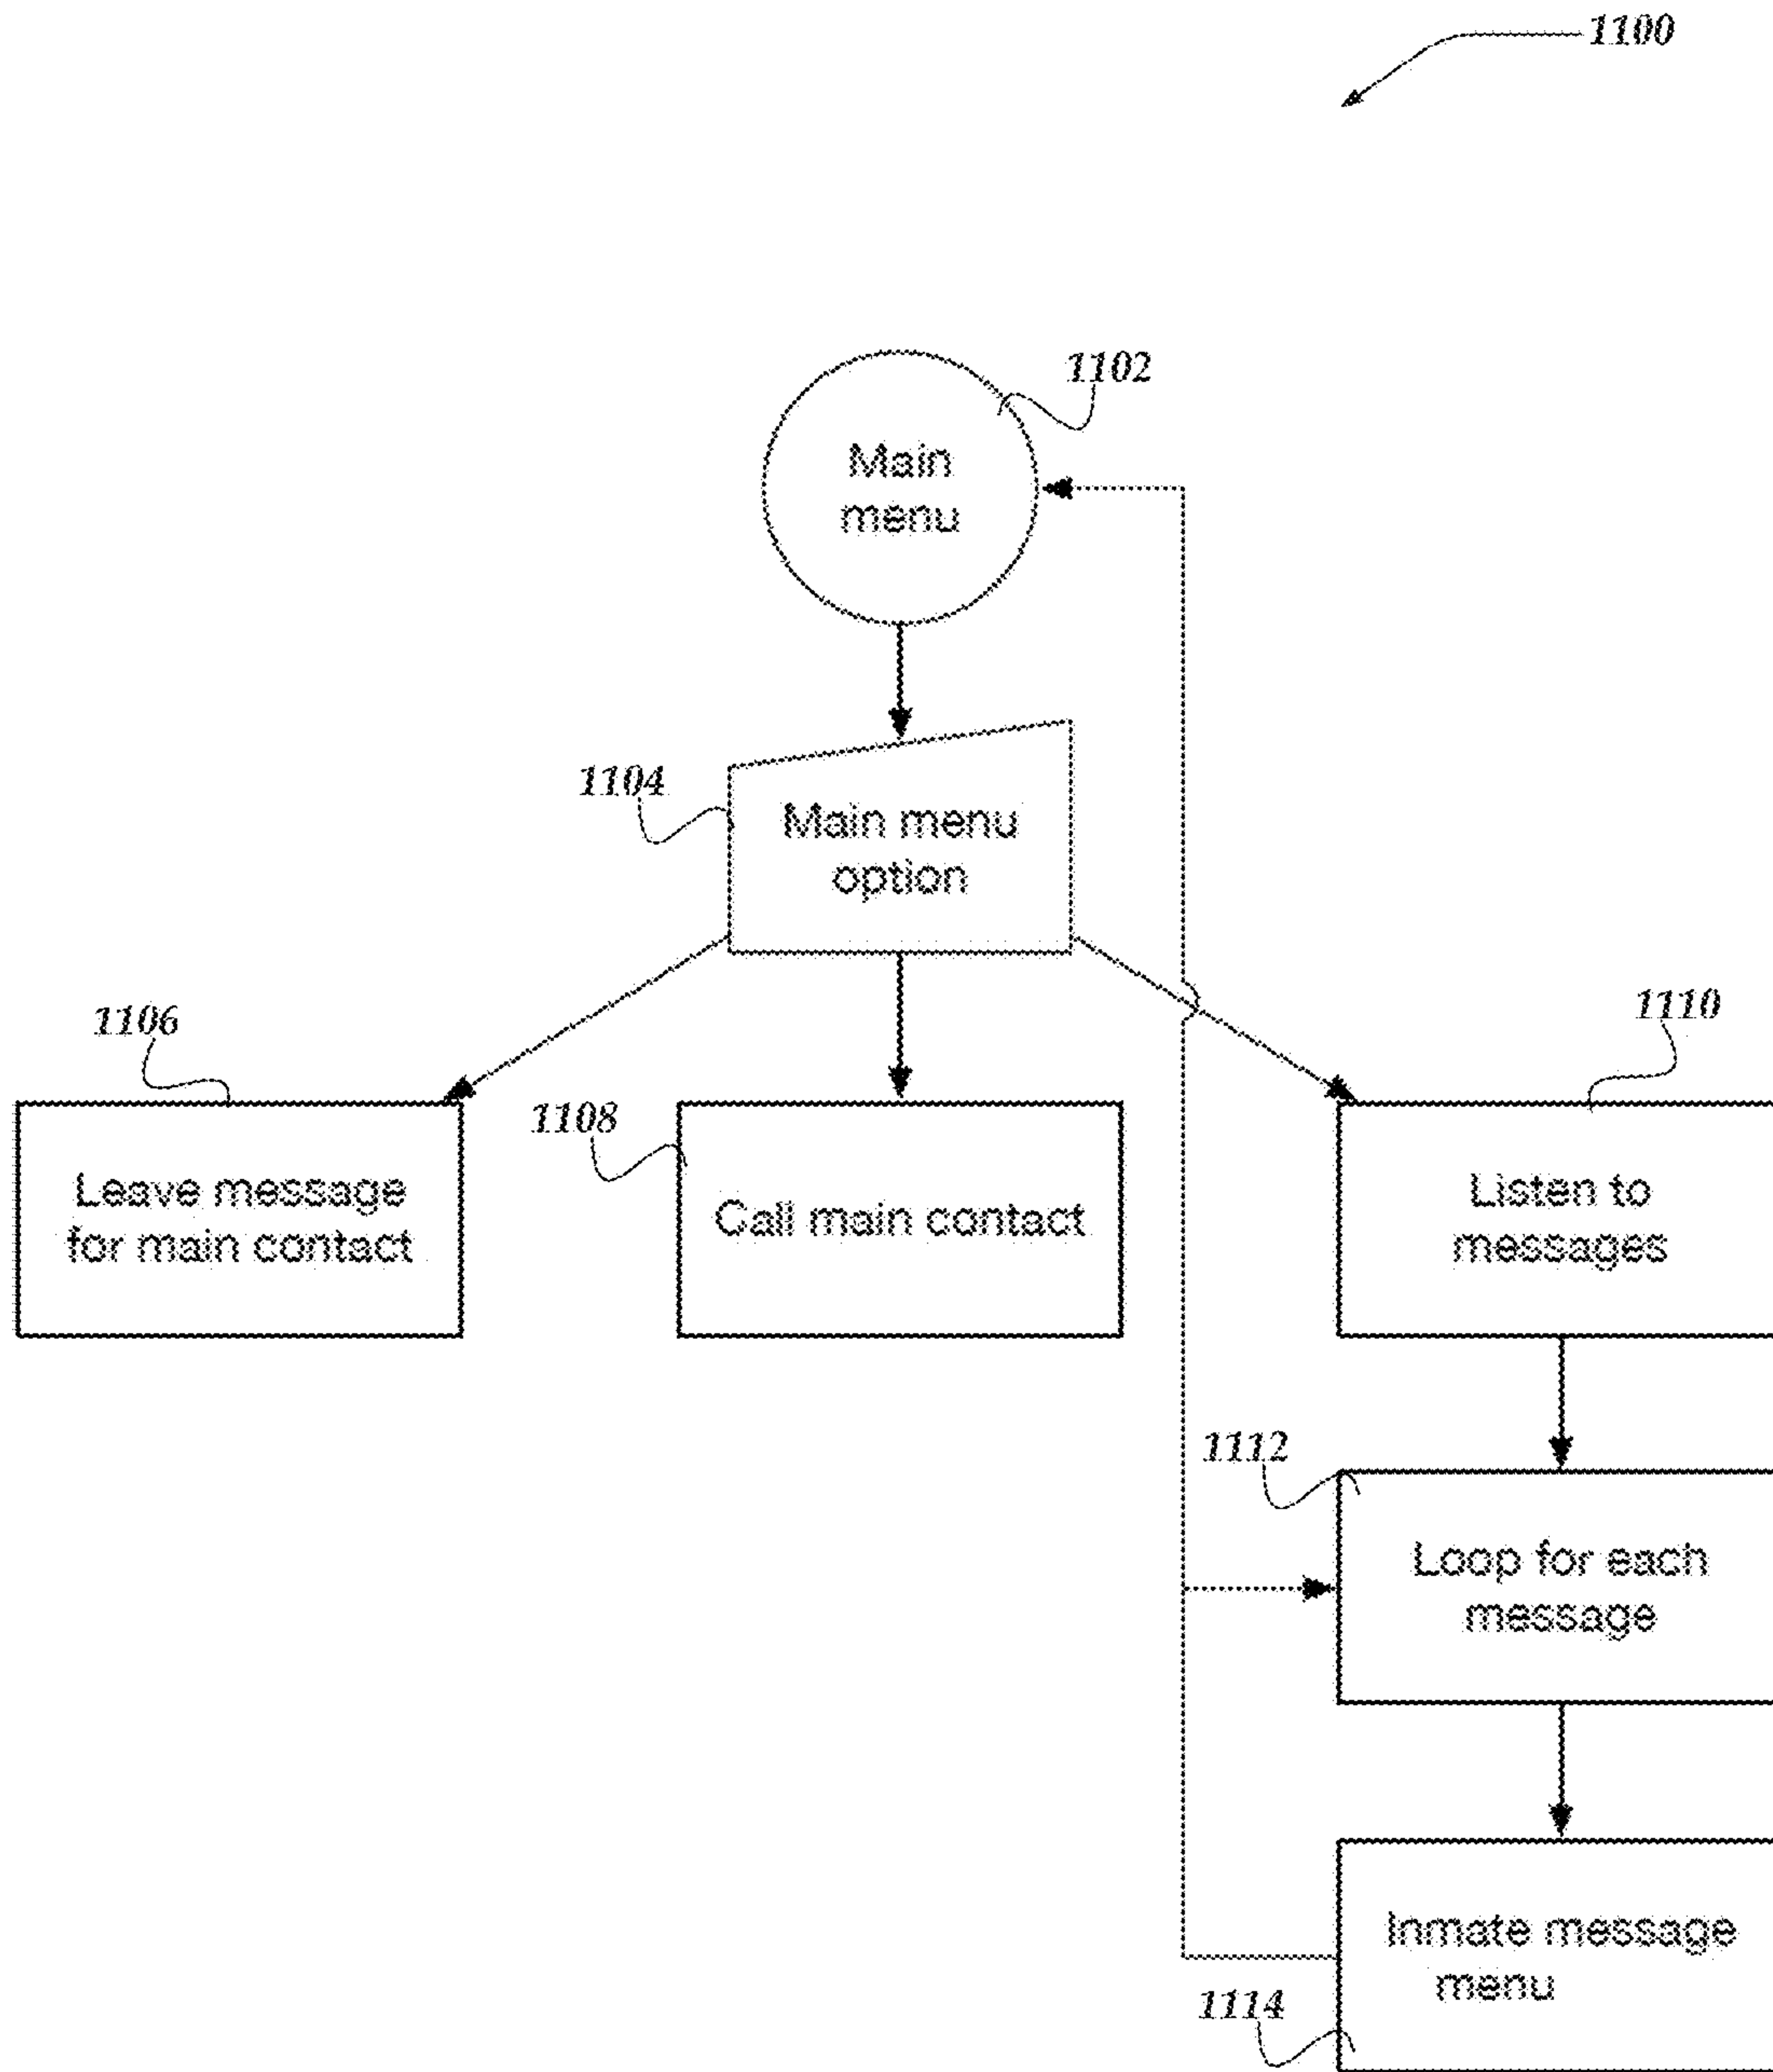 1100
1102
Main
menu
1104
Main menu
option
1106
Leave message
for main contact
1108
Call main contact
1110
Listen to
messages
1112
Loop for each
message
Inmate message
menu
1114